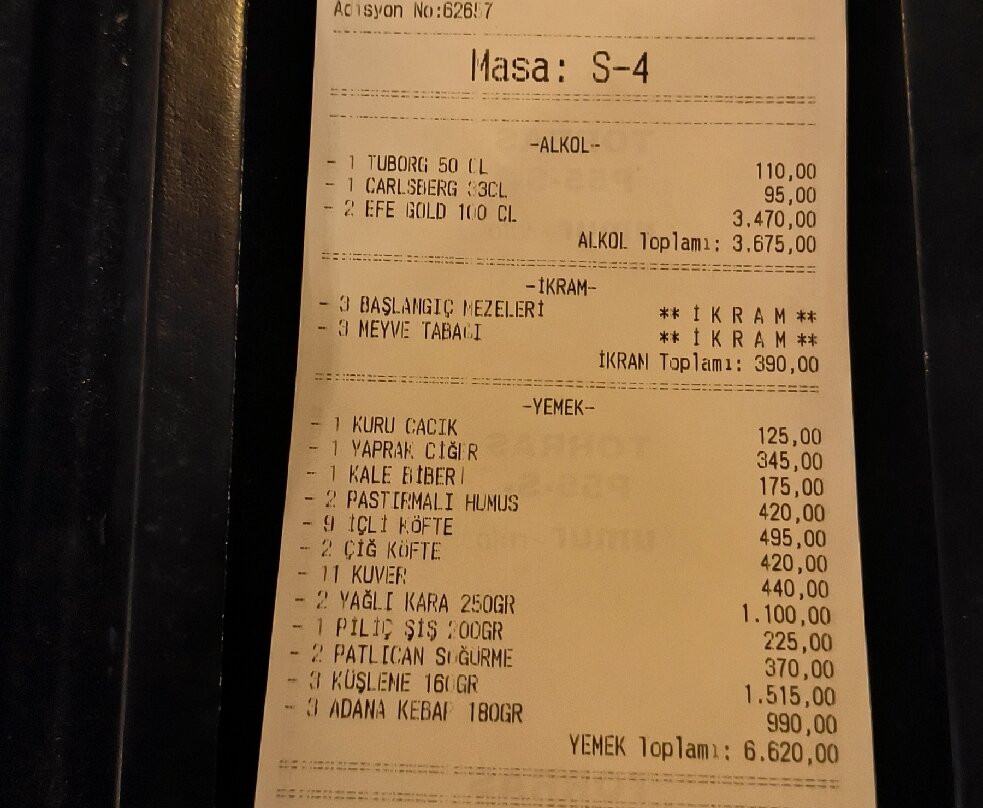 Adisyon No:62657
Masa: S-4
-ALKOL-
- 1 TUBORG 50 CL 110,00
- 1 CARLSBERG 33CL 95,00
- 2 EFE GOLD 100 CL 3.470,00
ALKOL Toplamı: 3.675,00
-İKRAM-
- 3 BAŞLANGIÇ MEZELERİ ** İ K R A M **
- 3 MEYVE TABAĞI ** İ K R A M **
İKRAM Toplamı: 390,00
-YEMEK-
- 1 KURU CACIK 125,00
- 1 YAPRAK CİĞER 345,00
- 1 KALE BİBERİ 175,00
- 2 PASTIRMALI HUMUS 420,00
- 9 İÇLİ KÖFTE 495,00
- 2 ÇİĞ KÖFTE 420,00
- 11 KUVER 440,00
- 2 YAĞLI KARA 250GR 1.100,00
- 1 PİLİÇ ŞİŞ 200GR 225,00
- 2 PATLICAN SÖĞÜRME 370,00
- 3 KÜŞLENE 160GR 1.515,00
- 3 ADANA KEBAP 180GR 990,00
YEMEK Toplamı: 6.620,00